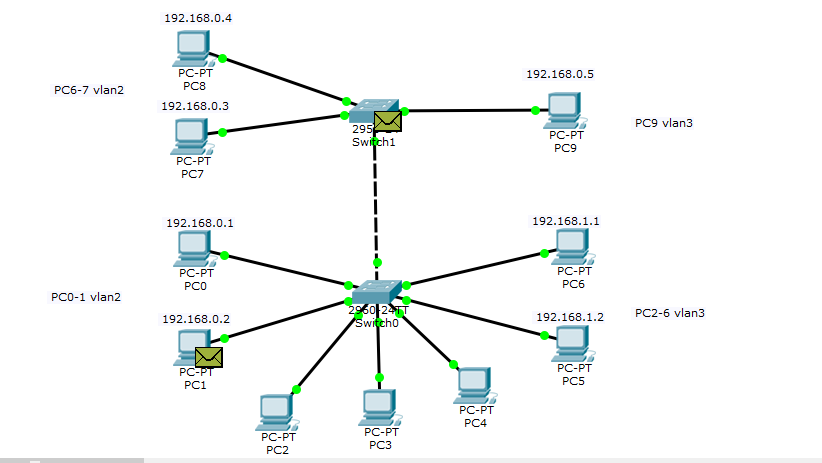 192.168.0.4
PC-PT
PC8
PC6-7 vlan2
192.168.0.3
PC-PT
PC7
Switch1
192.168.0.5
PC-PT
PC9
PC9 vlan3
192.168.0.1
PC-PT
PC0
PC0-1 vlan2
192.168.0.2
PC-PT
PC1
2960-24TT
Switch0
192.168.1.1
PC-PT
PC6
PC2-6 vlan3
192.168.1.2
PC-PT
PC5
PC-PT
PC2
PC-PT
PC3
PC-PT
PC4